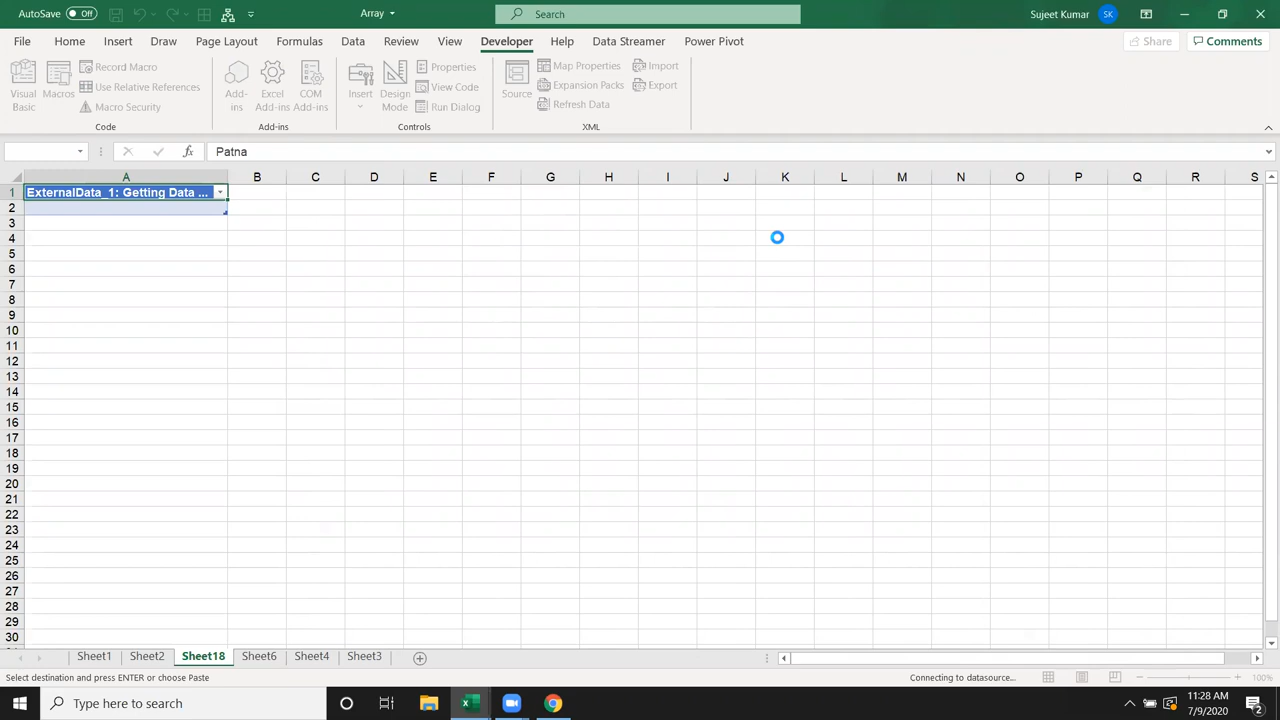 AutoSave Off Array Search Sujeet Kumar SK
File Home Insert Draw Page Layout Formulas Data Review View Developer Help Data Streamer Power Pivot Share Comments
Visual Basic
Macros
Record Macro
Use Relative References
Macro Security
Code
Add-ins
Excel Add-ins
COM Add-ins
Add-ins
Insert
Design Mode
Properties
View Code
Run Dialog
Controls
Source
Map Properties
Expansion Packs
Refresh Data
Import
Export
XML
fx Patna
A B C D E F G H I J K L M N O P Q R S
1 ExternalData_1: Getting Data ...
2
3
4
5
6
7
8
9
10
11
12
13
14
15
16
17
18
19
20
21
22
23
24
25
26
27
28
29
30
Sheet1 Sheet2 Sheet18 Sheet6 Sheet4 Sheet3
Select destination and press ENTER or choose Paste Connecting to datasource... 100%
Type here to search
11:28 AM
7/9/2020
2